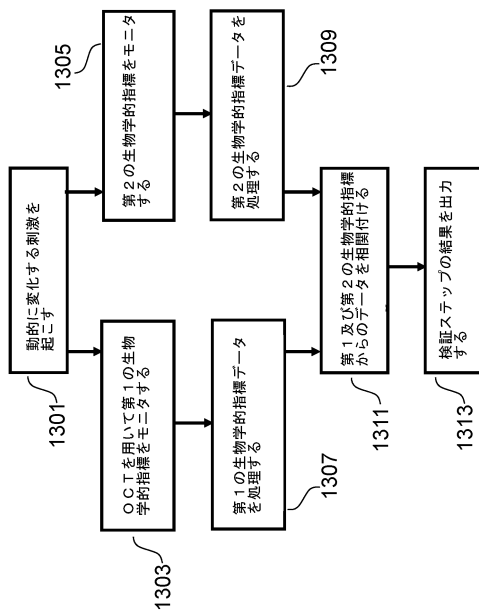 動的に変化する刺激を
起こす
1301
OCTを用いて第1の生物
学的指標をモニタする
1303
第2の生物学的指標をモニタ
する
1305
第1の生物学的指標データ
を処理する
1307
第2の生物学的指標データを
処理する
1309
第1及び第2の生物学的指標
からのデータを相関付ける
1311
検証ステップの結果を出力
する
1313